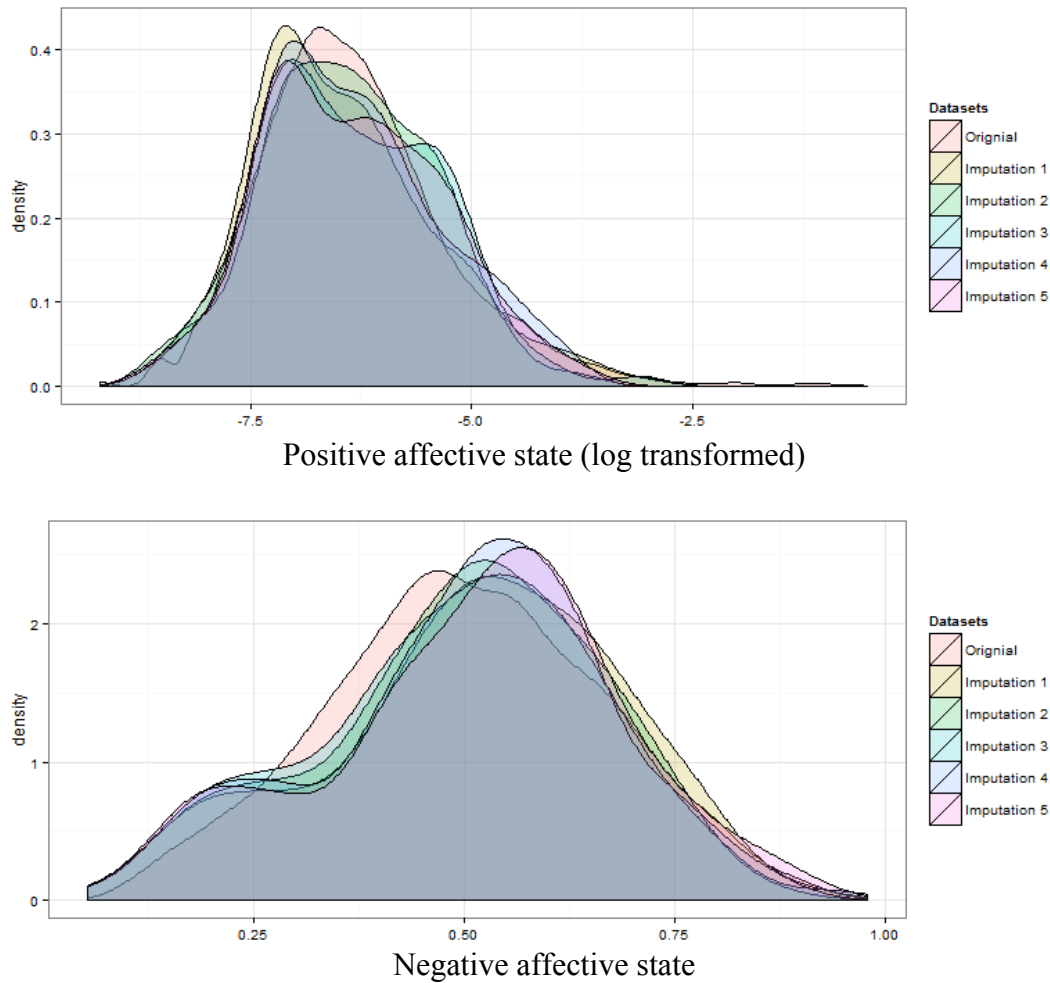 0.4
0.3
0.2
0.1
0.0
density
-7.5 -5.0 -2.5
Positive affective state (log transformed)
Datasets
Orignial
Imputation 1
Imputation 2
Imputation 3
Imputation 4
Imputation 5
2
1
0
density
0.25 0.50 0.75 1.00
Negative affective state
Datasets
Orignial
Imputation 1
Imputation 2
Imputation 3
Imputation 4
Imputation 5